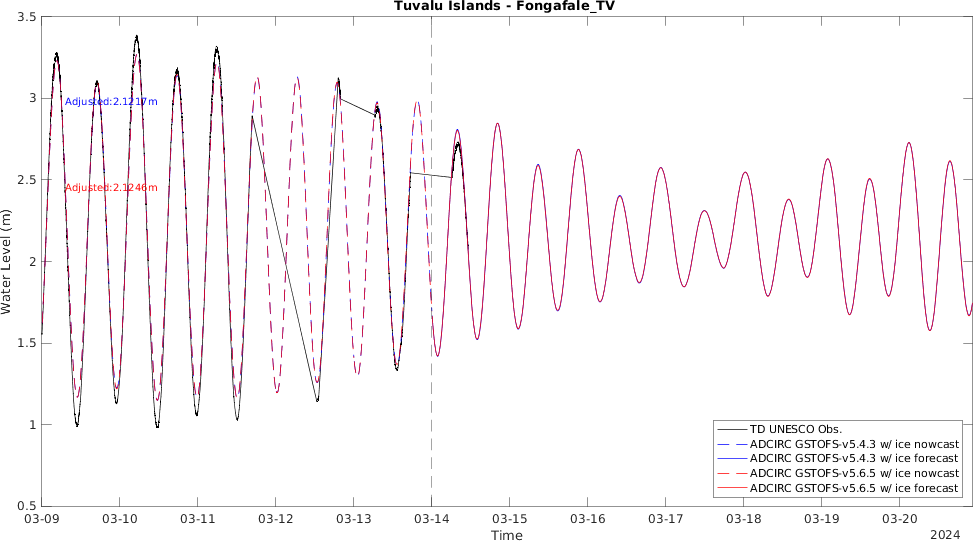 Tuvalu Islands - Fongafale_TV
3.5
3
2.5
2
1.5
1
0.5
Water Level (m)
Adjusted:2.1217m
Adjusted:2.1246m
TD UNESCO Obs.
ADCIRC GSTOFS-v5.4.3 w/ ice nowcast
ADCIRC GSTOFS-v5.4.3 w/ ice forecast
ADCIRC GSTOFS-v5.6.5 w/ ice nowcast
ADCIRC GSTOFS-v5.6.5 w/ ice forecast
03-09 03-10 03-11 03-12 03-13 03-14 03-15 03-16 03-17 03-18 03-19 03-20
Time
2024